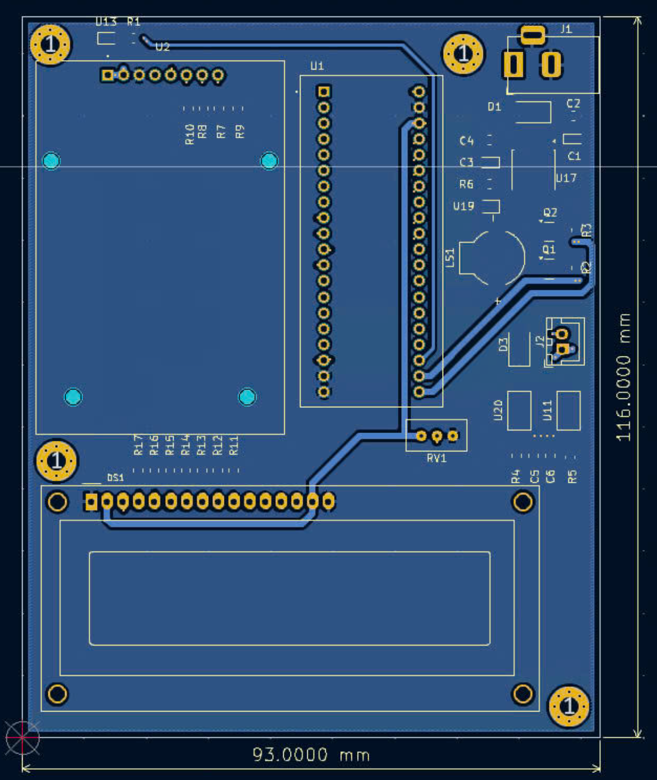 U13 R1
J1
1
U2
1
U1
D1
C2
R10
R8
R7
R9
C4
C1
C3
U17
R6
U19
Q2
R3
Q1
LS1
R2
+
D3
J2
116.0000 mm
U20
U11
R17
R16
R15
R14
R13
R12
R11
RV1
1
DS1
R4
C5
C6
R5
1
93.0000 mm